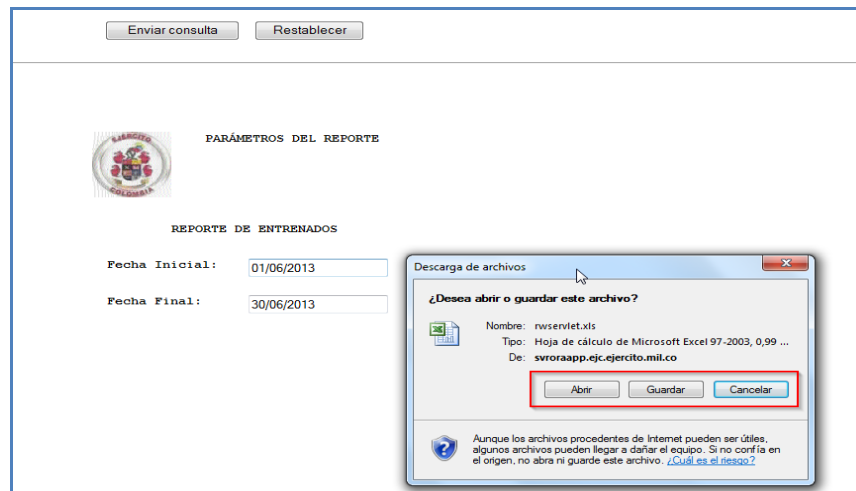 Enviar consulta Restablecer
EJERCITO
COLOMBIA
PARÁMETROS DEL REPORTE
REPORTE DE ENTRENADOS
Fecha Inicial: 01/06/2013
Fecha Final: 30/06/2013
Descarga de archivos
¿Desea abrir o guardar este archivo?
Nombre: rwservlet.xls
Tipo: Hoja de cálculo de Microsoft Excel 97-2003, 0,99 ...
De: svroraapp.ejc.ejercito.mil.co
Abrir Guardar Cancelar
Aunque los archivos procedentes de Internet pueden ser útiles,
algunos archivos pueden llegar a dañar el equipo. Si no confía en
el origen, no abra ni guarde este archivo. ¿Cuál es el riesgo?